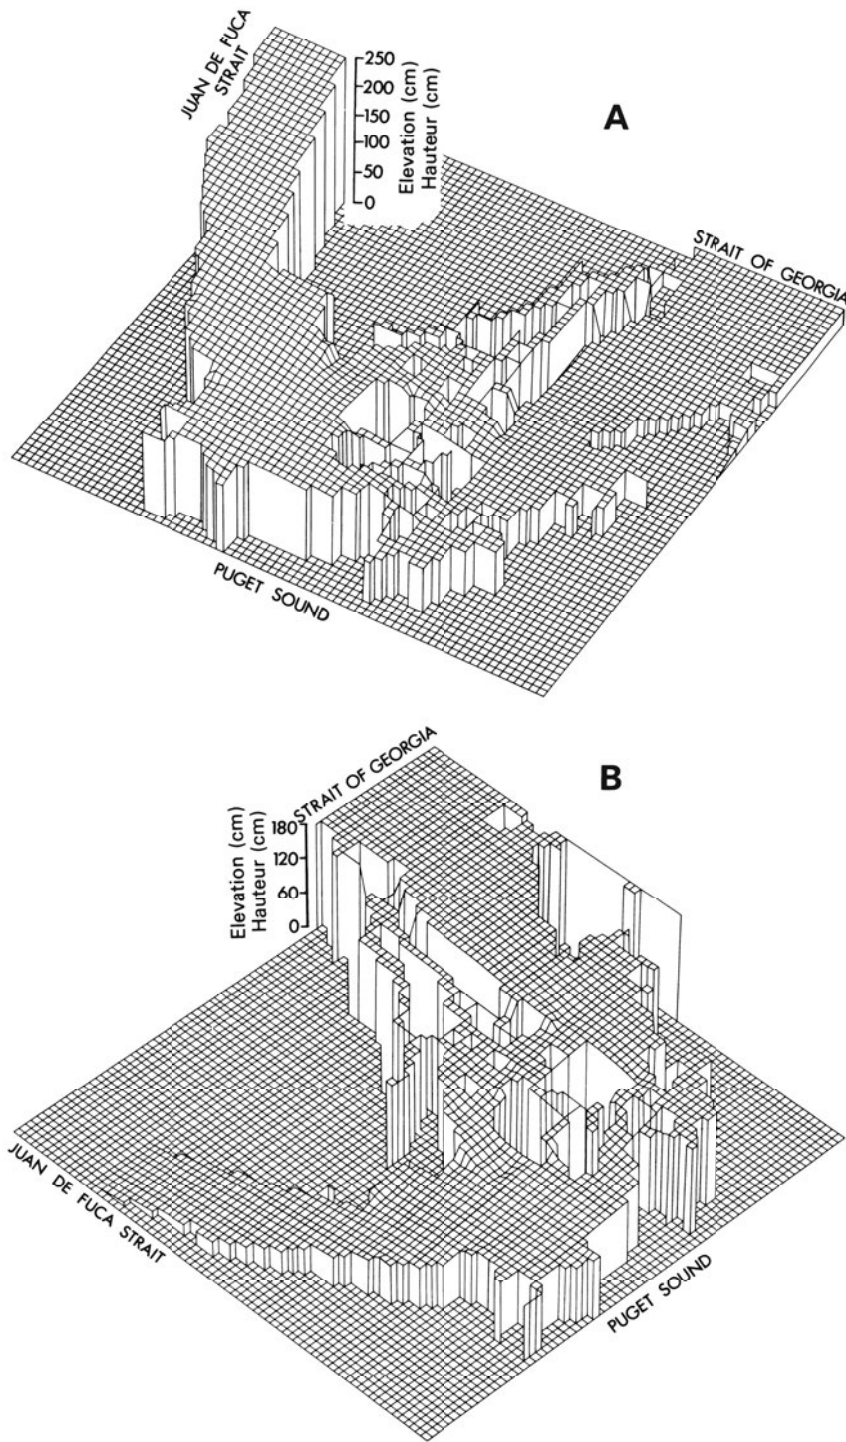 JUAN DE FUCA
STRAIT
250
200
150
100
50
0
Elevation (cm)
Hauteur (cm)
A
STRAIT OF GEORGIA
PUGET SOUND
STRAIT OF GEORGIA
B
180
120
60
0
Elevation (cm)
Hauteur (cm)
JUAN DE FUCA STRAIT
PUGET SOUND